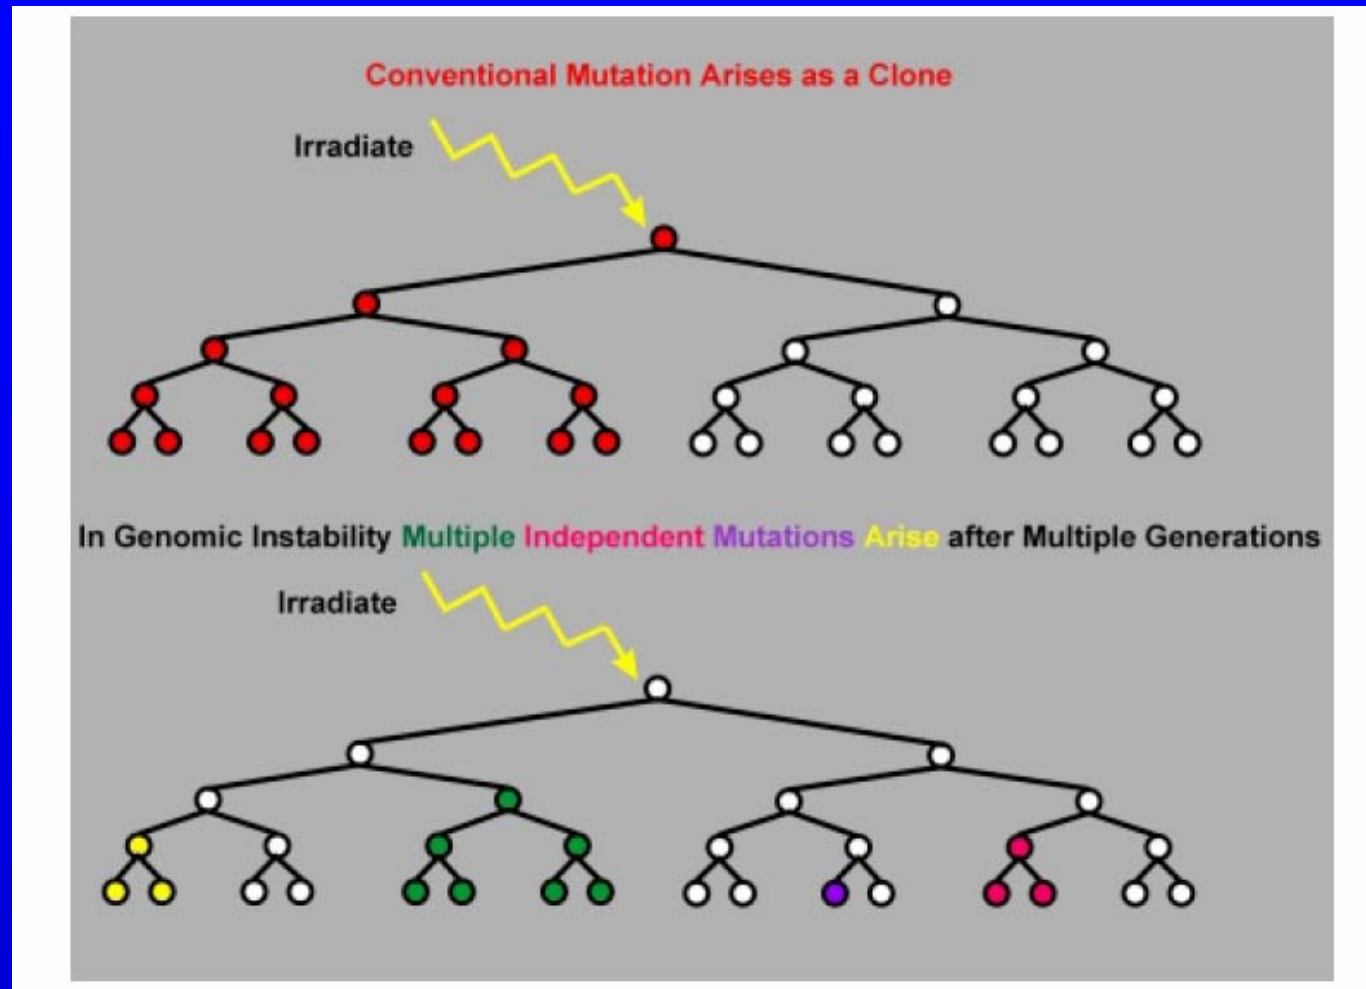 Conventional Mutation Arises as a Clone
Irradiate
In Genomic Instability Multiple Independent Mutations Arise after Multiple Generations
Irradiate